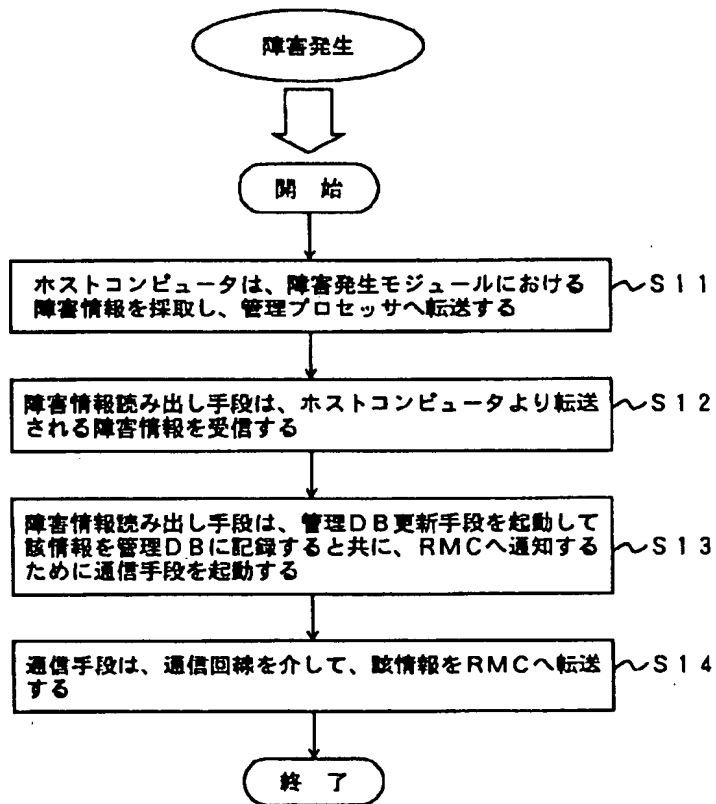 障害発生
開 始
ホストコンピュータは、障害発生モジュールにおける
障害情報を採取し、管理プロセッサへ転送する
S11
障害情報読み出し手段は、ホストコンピュータより転送
される障害情報を受信する
S12
障害情報読み出し手段は、管理DB更新手段を起動して
該情報を管理DBに記録すると共に、RMCへ通知する
ために通信手段を起動する
S13
通信手段は、通信回線を介して、該情報をRMCへ転送
する
S14
終 了